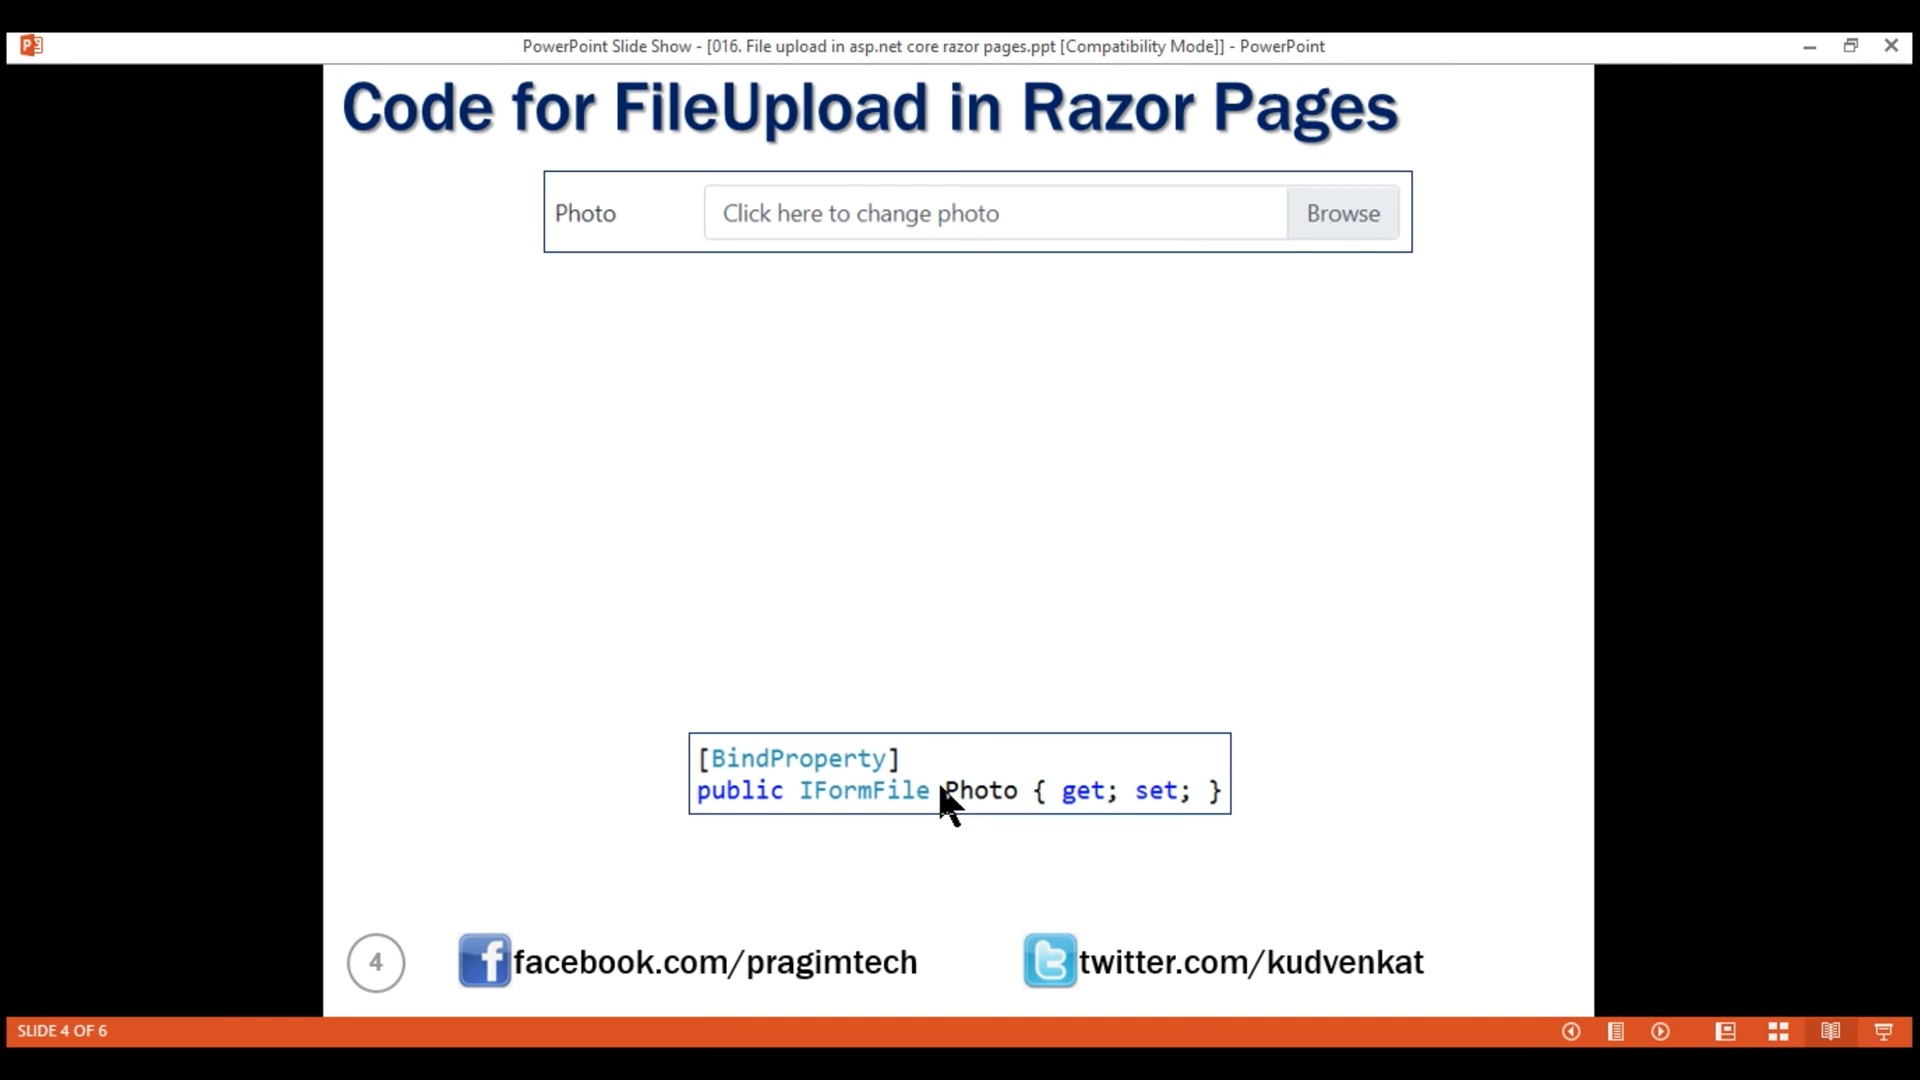 PowerPoint Slide Show - [016. File upload in asp.net core razor pages.ppt [Compatibility Mode]] - PowerPoint
Code for FileUpload in Razor Pages
Photo
Click here to change photo
Browse
[BindProperty]
public IFormFile Photo { get; set; }
4
facebook.com/pragimtech
twitter.com/kudvenkat
SLIDE 4 OF 6